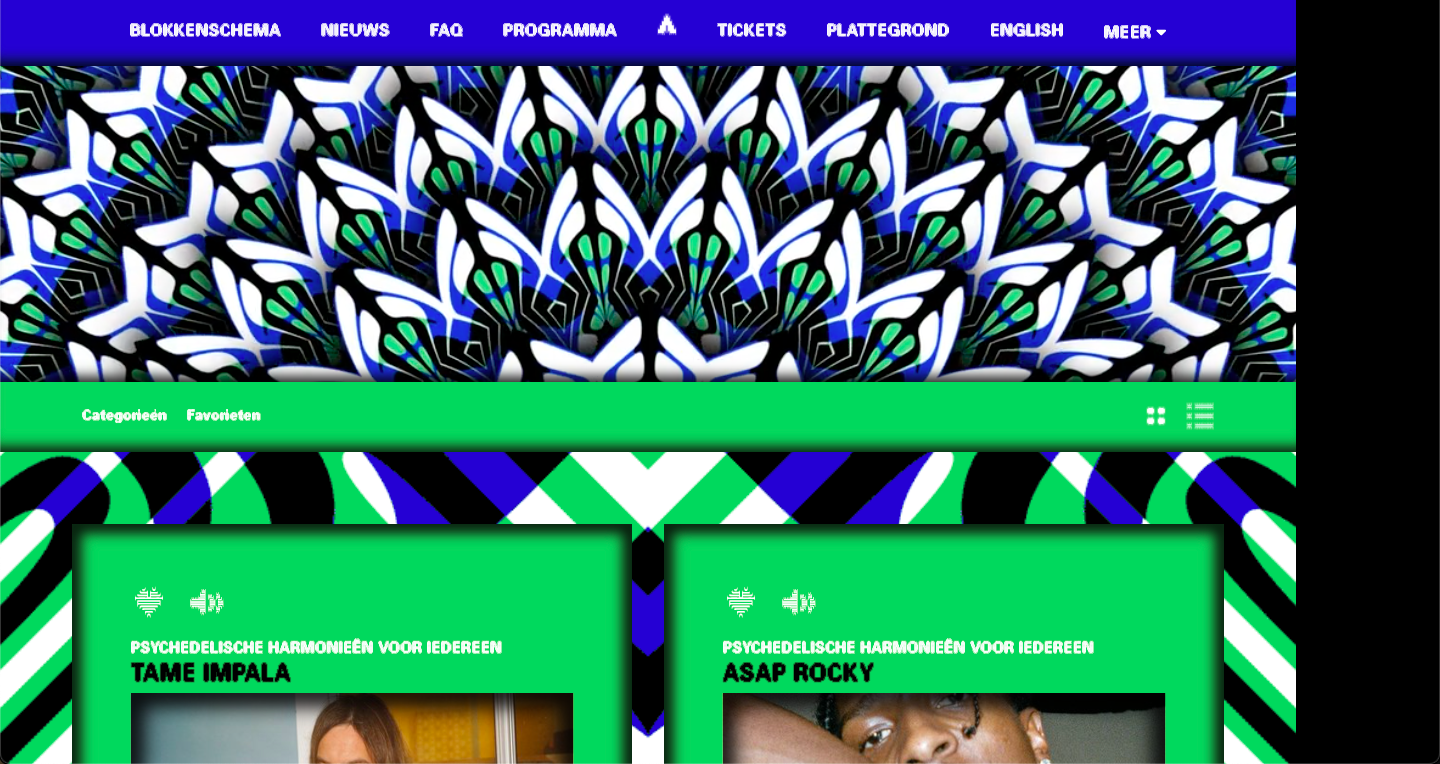 BLOKKENSCHEMA NIEUWS FAQ PROGRAMMA TICKETS PLATTEGROND ENGLISH MEER
Categorieën Favorieten
PSYCHEDELISCHE HARMONIEËN VOOR IEDEREEN
TAME IMPALA
PSYCHEDELISCHE HARMONIEËN VOOR IEDEREEN
ASAP ROCKY